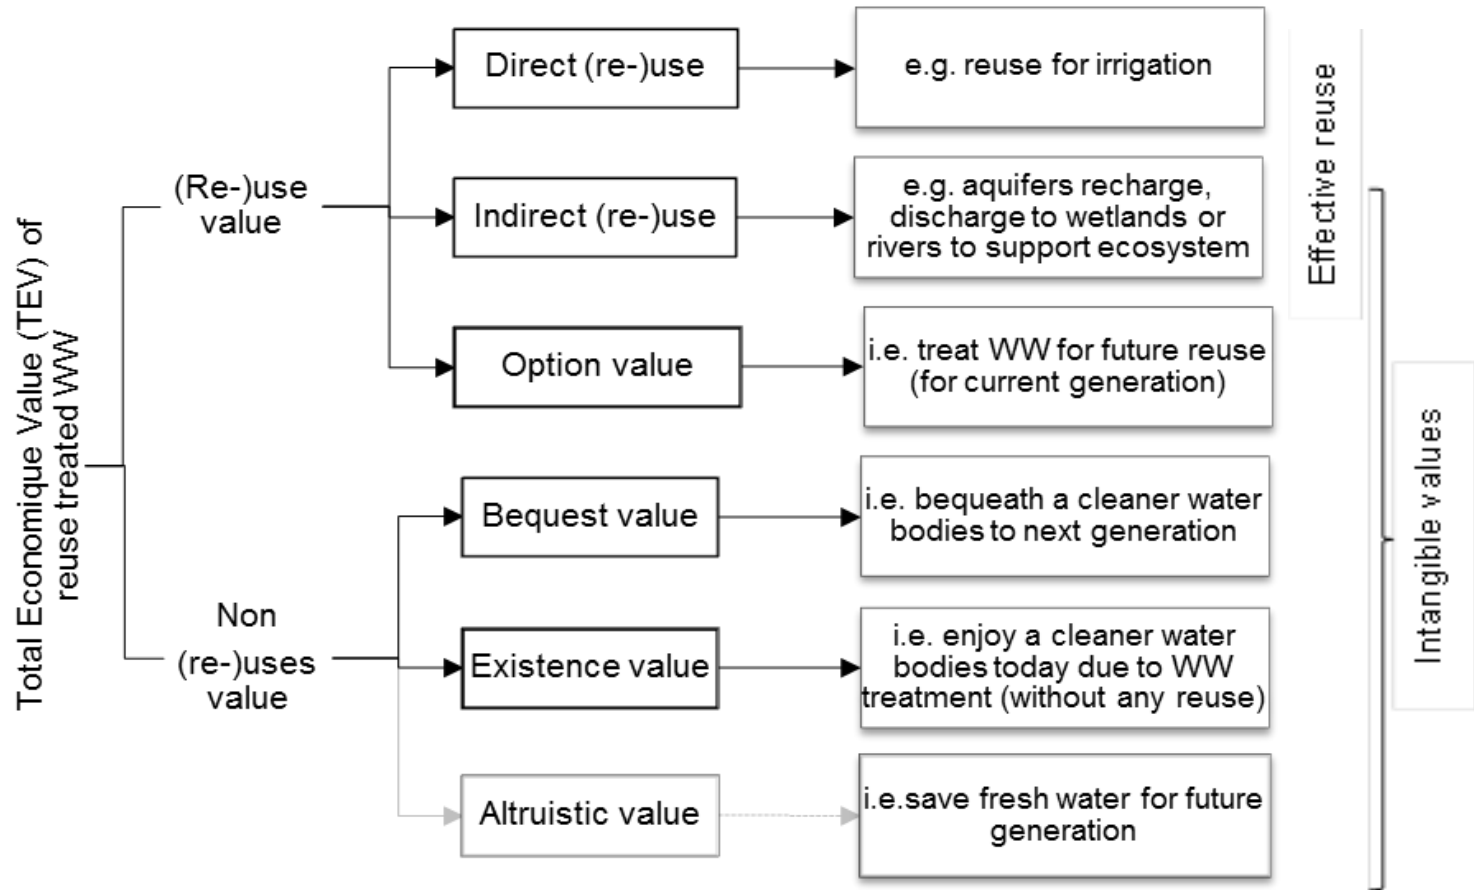 Total Economique Value (TEV) of
reuse treated WW
(Re-)use
value
Direct (re-)use
e.g. reuse for irrigation
Indirect (re-)use
e.g. aquifers recharge,
discharge to wetlands or
rivers to support ecosystem
Option value
i.e. treat WW for future reuse
(for current generation)
Non
(re-)uses
value
Bequest value
i.e. bequeath a cleaner water
bodies to next generation
Existence value
i.e. enjoy a cleaner water
bodies today due to WW
treatment (without any reuse)
Altruistic value
i.e.save fresh water for future
generation
Effective reuse
Intangible values